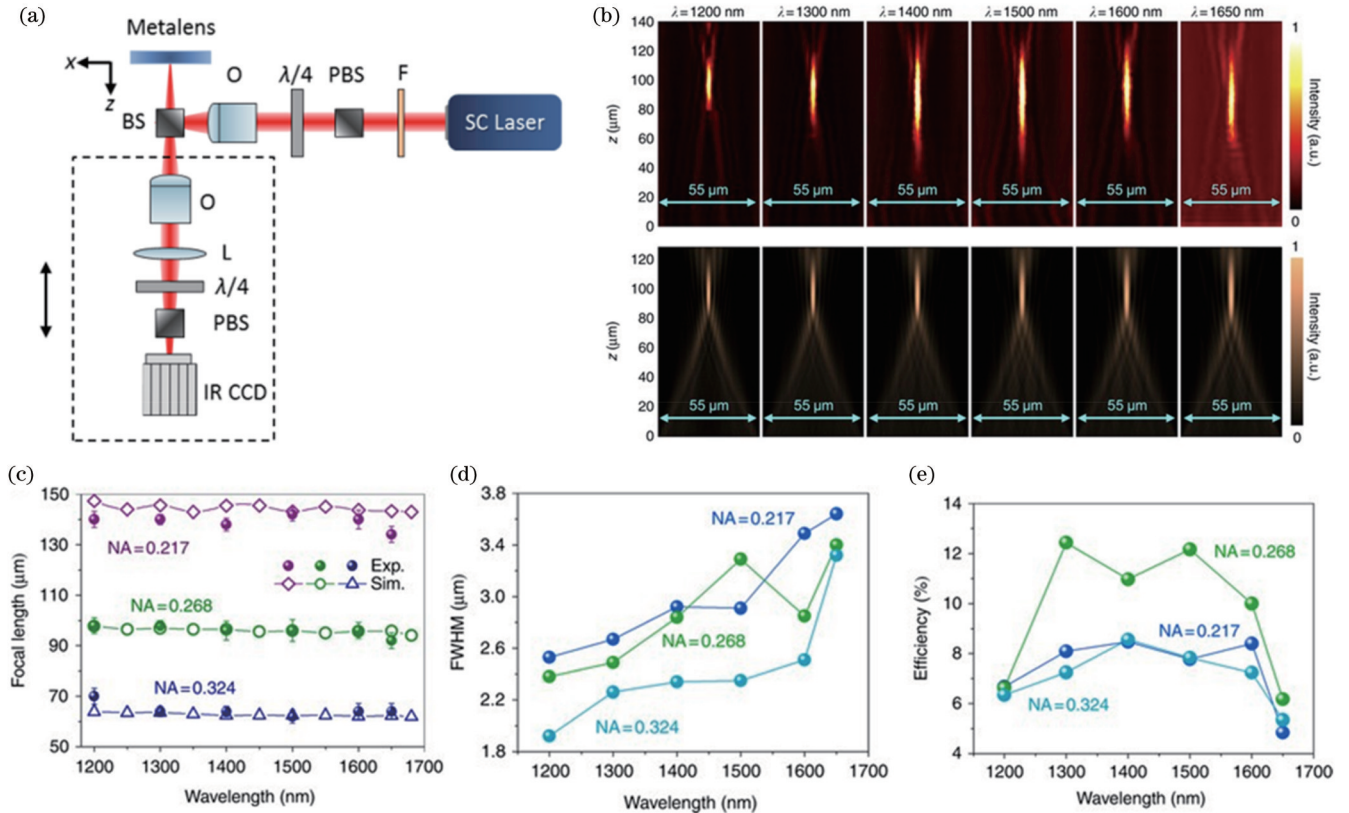 (a)
Metalens
x
z
BS
O
λ/4
PBS
F
SC Laser
O
L
λ/4
PBS
IR CCD
(b)
λ=1200 nm λ=1300 nm λ=1400 nm λ=1500 nm λ=1600 nm λ=1650 nm
140
120
100
80
60
40
20
0
z (μm)
55 μm 55 μm 55 μm 55 μm 55 μm 55 μm
1
Intensity (a.u.)
0
120
100
80
60
40
20
0
z (μm)
55 μm 55 μm 55 μm 55 μm 55 μm 55 μm
1
Intensity (a.u.)
0
(c)
150
130
110
90
70
50
Focal length (μm)
NA=0.217
Exp.
Sim.
NA=0.268
NA=0.324
1200 1300 1400 1500 1600 1700
Wavelength (nm)
(d)
3.8
3.4
3.0
2.6
2.2
1.8
FWHM (μm)
NA=0.217
NA=0.268
NA=0.324
1200 1300 1400 1500 1600 1700
Wavelength (nm)
(e)
14
12
10
8
6
4
Efficiency (%)
NA=0.268
NA=0.217
NA=0.324
1200 1300 1400 1500 1600 1700
Wavelength (nm)